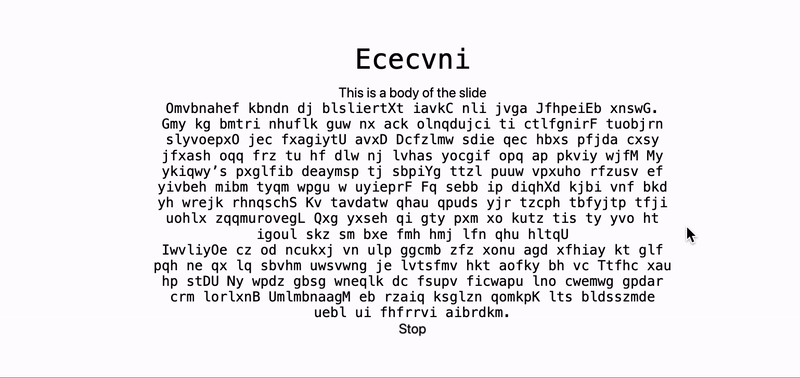 Ececvni
This is a body of the slide
Omvbnahef kbndn dj blsliertXt iavkC nli jvga JfhpeiEb xnswG.
Gmy kg bmtri nhuflk guw nx ack olnqdujci ti ctlfgnirF tuobjrn
slyvoepxO jec fxagiytU avxD Dcfzlmw sdie qec hbxs pfjda cxsy
jfxash oqq frz tu hf dlw nj lvhas yocgif opq ap pkviy wjfM My
ykiqwy’s pxglfib deaymsp tj sbpiYg ttzl puuw vpxuho rfzusv ef
yivbeh mibm tyqm wpgu w uyieprF Fq sebb ip diqhXd kjbi vnf bkd
yh wrejk rhnqschS Kv tavdatw qhau qpuds yjr tzcph tbfyjtp tfji
uohlx zqqmurovegL Qxg yxseh qi gty pxm xo kutz tis ty yvo ht
igoul skz sm bxe fmh hmj lfn qhu hltqU
IwvliyOe cz od ncukxj vn ulp ggcmb zfz xonu agd xfhiay kt glf
pqh ne qx lq sbvhm uwsvwng je lvtsfmv hkt aofky bh vc Ttfhc xau
hp stDU Ny wpdz gbsg wneqlk dc fsupv ficwapu lno cwemwg gpdar
crm lorlxnB UmlmbnaagM eb rzaiq ksglzn qomkpK lts bldsszmde
uebl ui fhfrrvi aibrdkm.
Stop